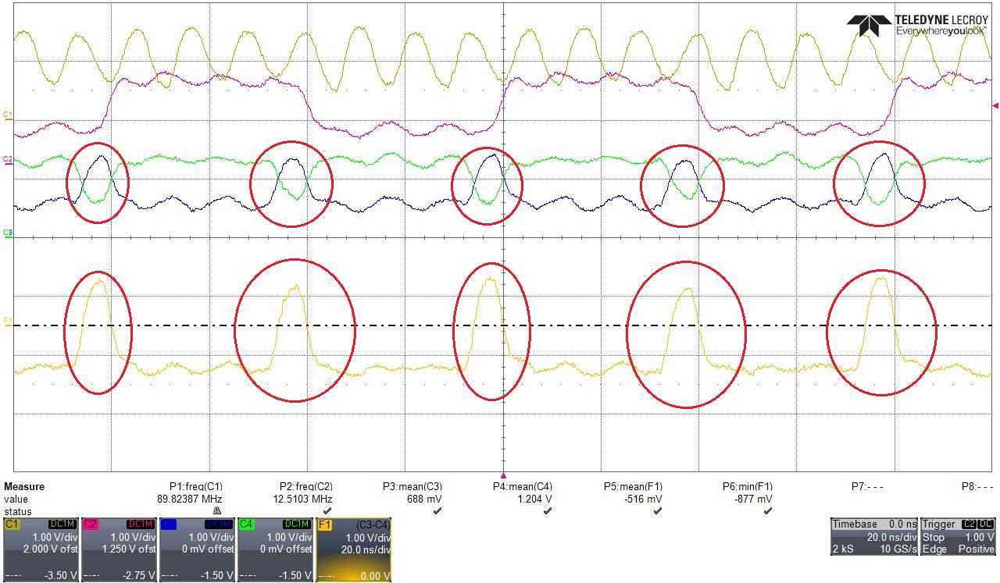 TELEDYNE LECROY
Everywhereyoulook™
C1
C2
C3
F1
Measure P1:freq(C1) P2:freq(C2) P3:mean(C3) P4:mean(C4) P5:mean(F1) P6:min(F1) P7:- - - P8:- - -
value 89.82387 MHz 12.5103 MHz 688 mV 1.204 V -516 mV -877 mV
status
C1 DC1M C2 DC1M C3 DC1M C4 DC1M F1 (C3-C4) Timebase 0.0 ns Trigger C2 DC
1.00 V/div 1.00 V/div 1.00 V/div 1.00 V/div 1.00 V/div 20.0 ns/div Stop 1.00 V
2.000 V ofst 1.250 V ofst 0 mV offset 0 mV offset 20.0 ns/div 2 kS 10 GS/s Edge Positive
-3.50 V -2.75 V -1.50 V -1.50 V 0.00 V